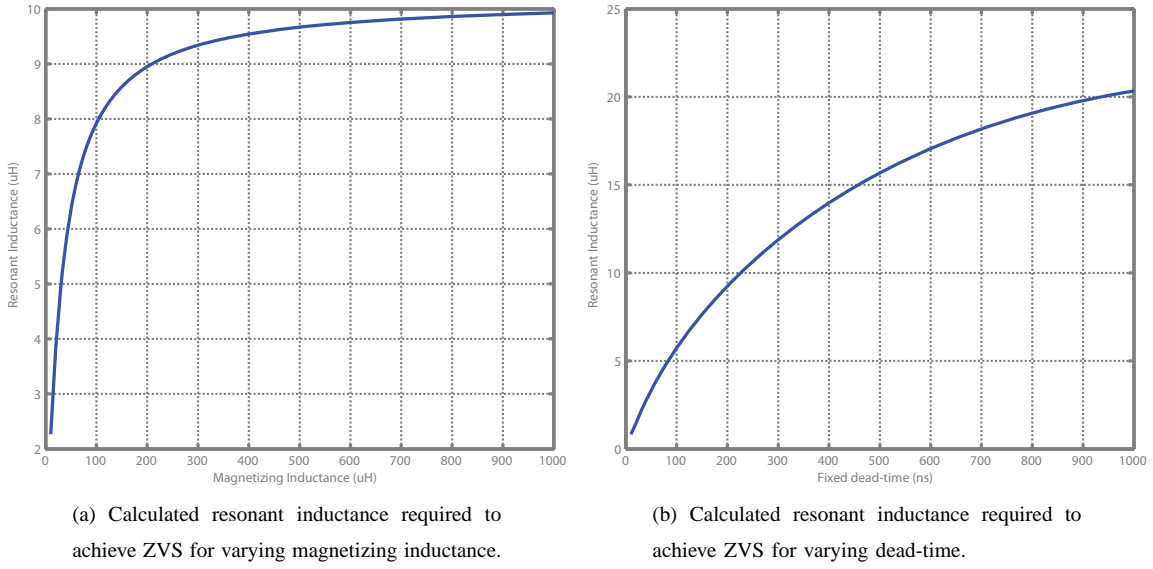 10
9
8
7
6
5
4
3
2
Resonant Inductance (uH)
0 100 200 300 400 500 600 700 800 900 1000
Magnetizing Inductance (uH)
(a) Calculated resonant inductance required to
achieve ZVS for varying magnetizing inductance.
25
20
15
10
5
0
Resonant Inductance (uH)
0 100 200 300 400 500 600 700 800 900 1000
Fixed dead-time (ns)
(b) Calculated resonant inductance required to
achieve ZVS for varying dead-time.